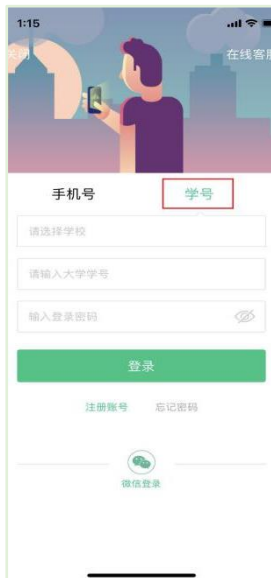 1:15
关闭 在线客服
手机号 学号
请选择学校
请输入大学学号
输入登录密码
登录
注册账号 忘记密码
微信登录